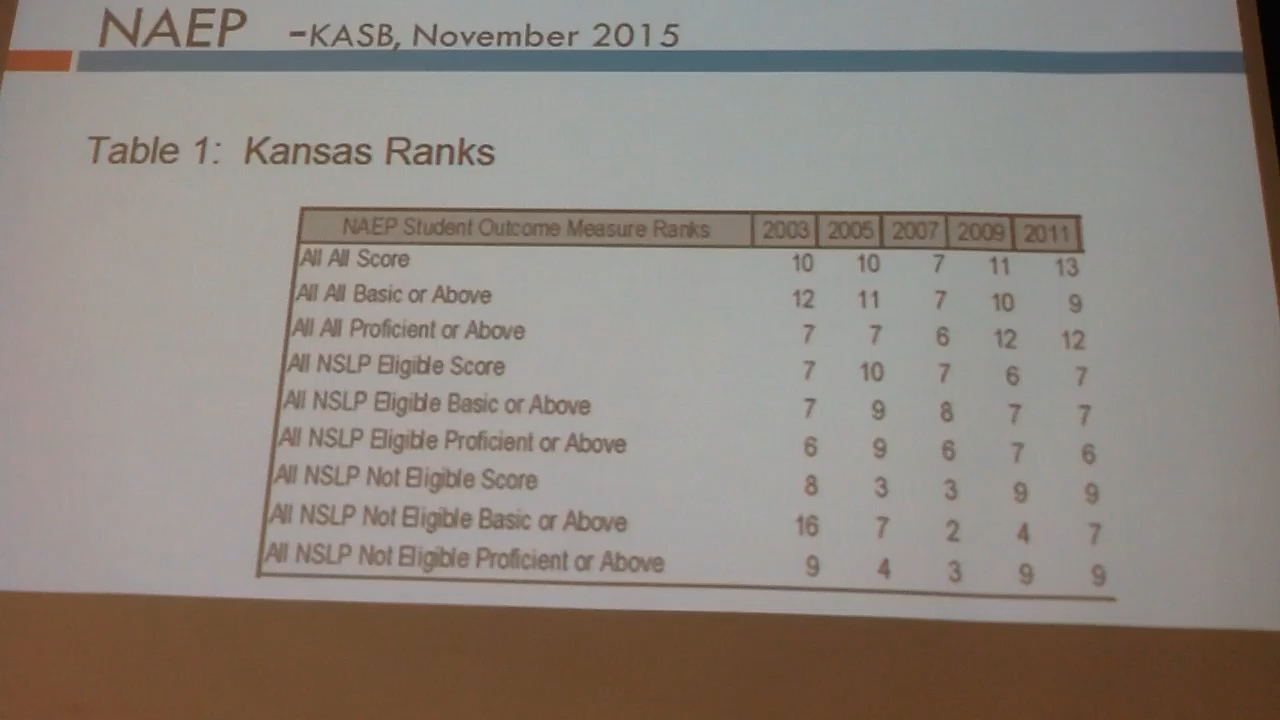 NAEP -KASB, November 2015
Table 1: Kansas Ranks
NAEP Student Outcome Measure Ranks 2003 2005 2007 2009 2011
All All Score 10 10 7 11 13
All All Basic or Above 12 11 7 10 9
All All Proficient or Above 7 7 6 12 12
All NSLP Eligible Score 7 10 7 6 7
All NSLP Eligible Basic or Above 7 9 8 7 7
All NSLP Eligible Proficient or Above 6 9 6 7 6
All NSLP Not Eligible Score 8 3 3 9 9
All NSLP Not Eligible Basic or Above 16 7 2 4 7
All NSLP Not Eligible Proficient or Above 9 4 3 9 9